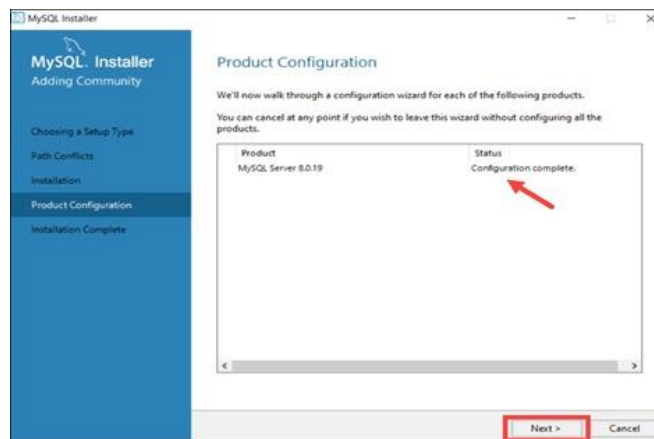 MySQL Installer
MySQL. Installer
Adding Community
Choosing a Setup Type
Path Conflicts
Installation
Product Configuration
Installation Complete
Product Configuration
We'll now walk through a configuration wizard for each of the following products.
You can cancel at any point if you wish to leave this wizard without configuring all the
products.
Product Status
MySQL Server 8.0.19 Configuration complete.
Next > Cancel